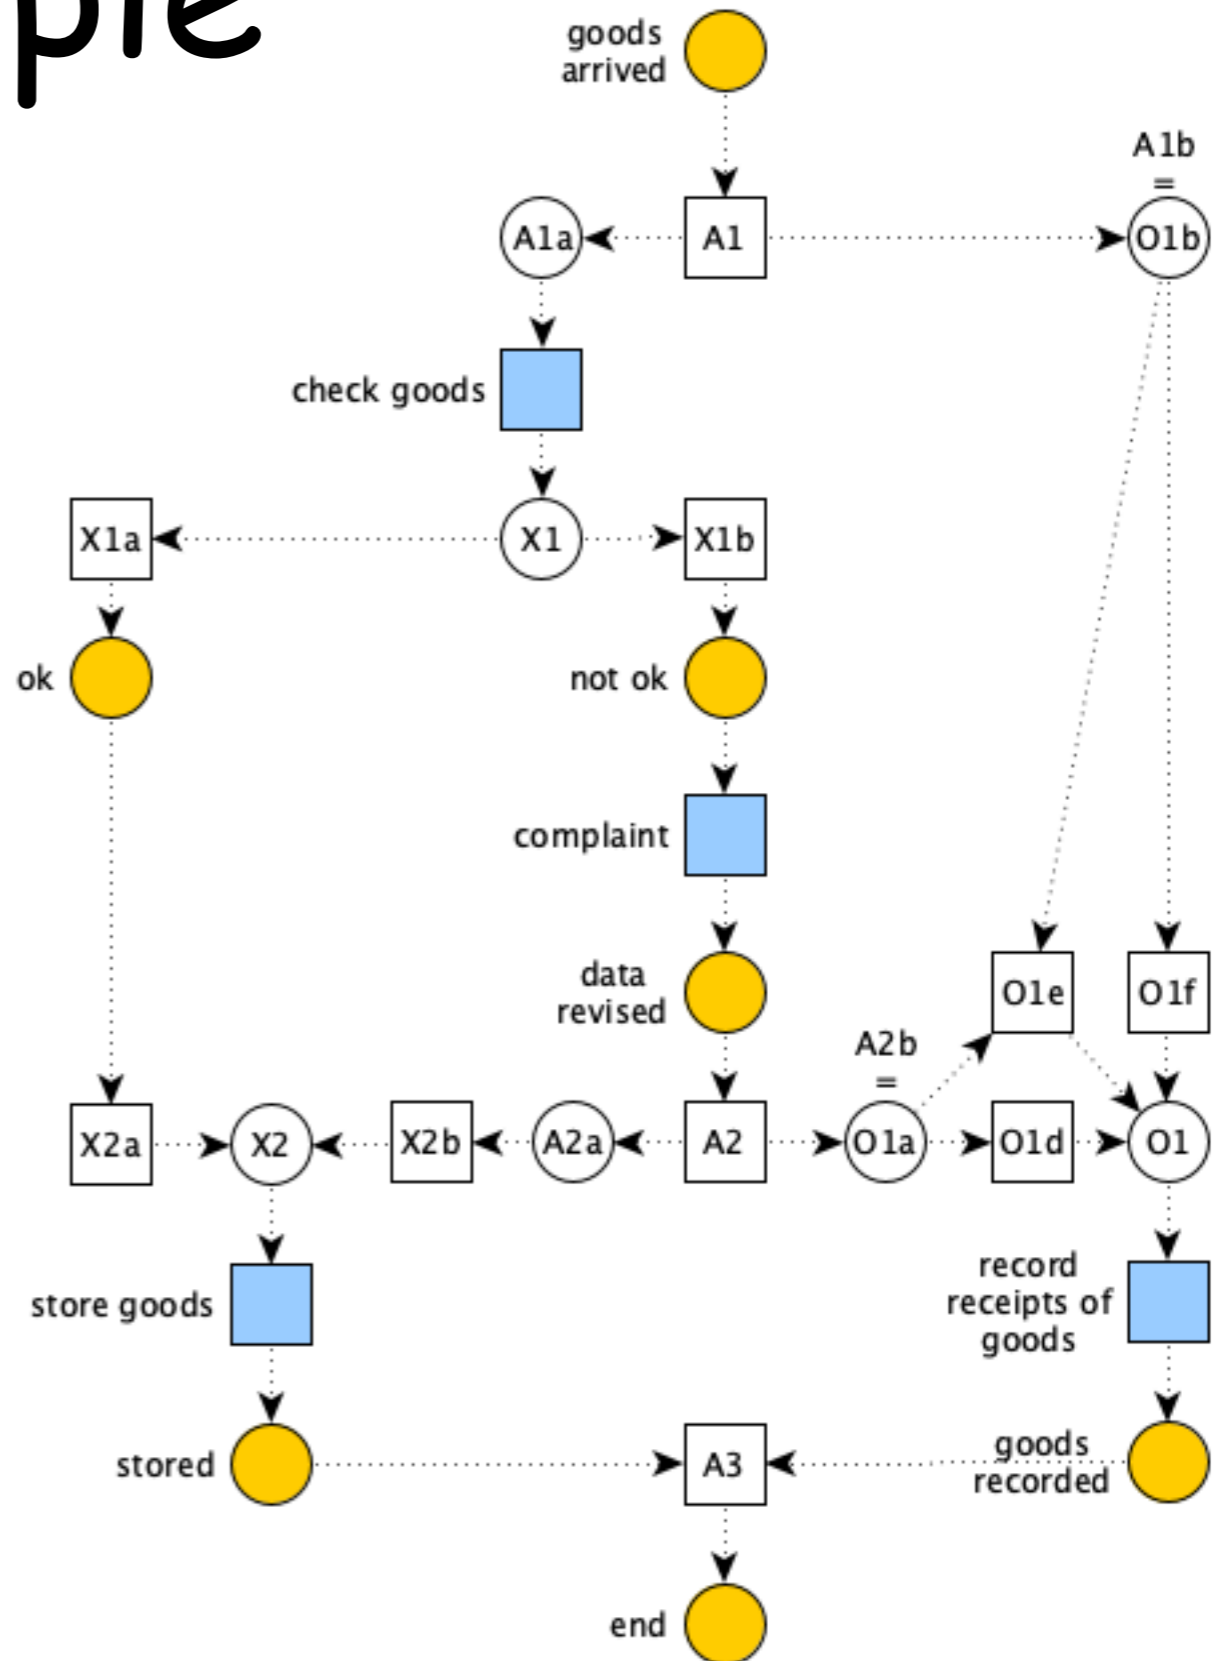 ple
goods
arrived
A1b
=
A1a
A1
O1b
check goods
X1a
X1
X1b
ok
not ok
complaint
data
revised
O1e
O1f
A2b
=
X2a
X2
X2b
A2a
A2
O1a
O1d
O1
store goods
record
receipts of
goods
stored
A3
goods
recorded
end